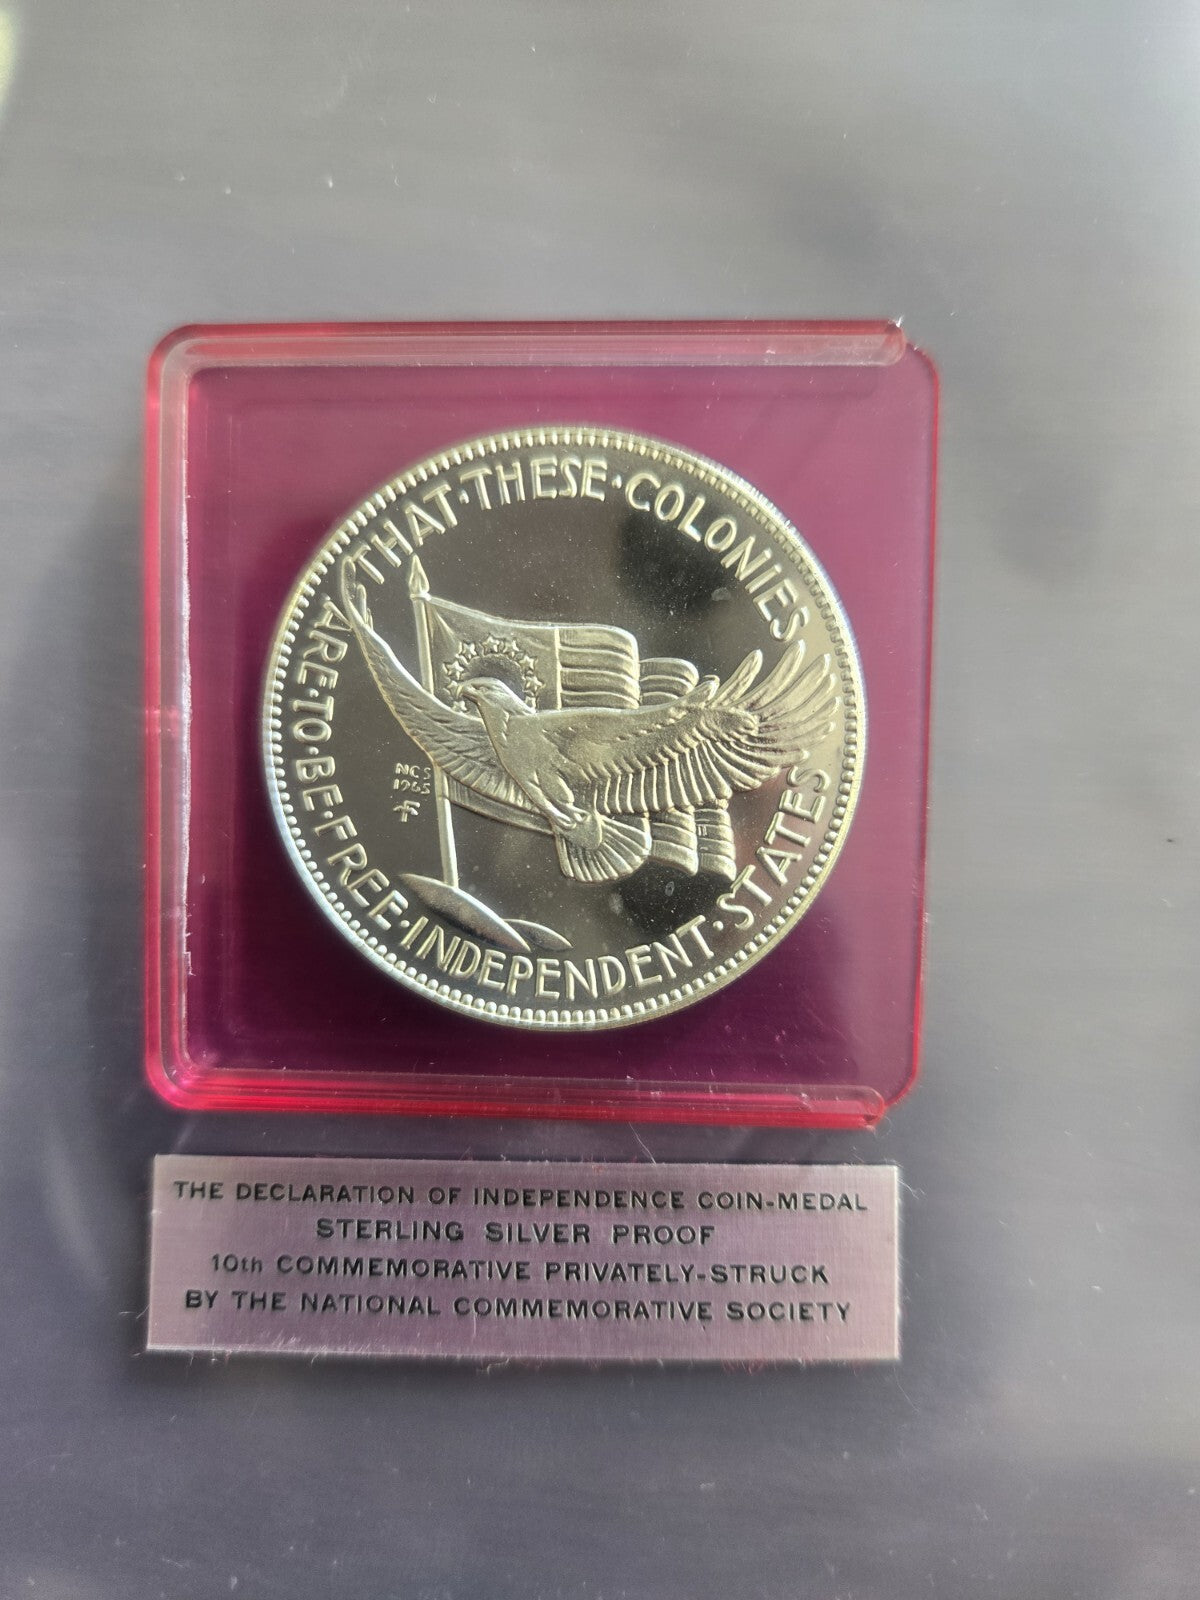 THAT·THESE·COLONIES
ARE·TO·BE·FREE·INDEPENDENT·STATES
NCS
1965
THE DECLARATION OF INDEPENDENCE COIN-MEDAL
STERLING SILVER PROOF
10th COMMEMORATIVE PRIVATELY-STRUCK
BY THE NATIONAL COMMEMORATIVE SOCIETY